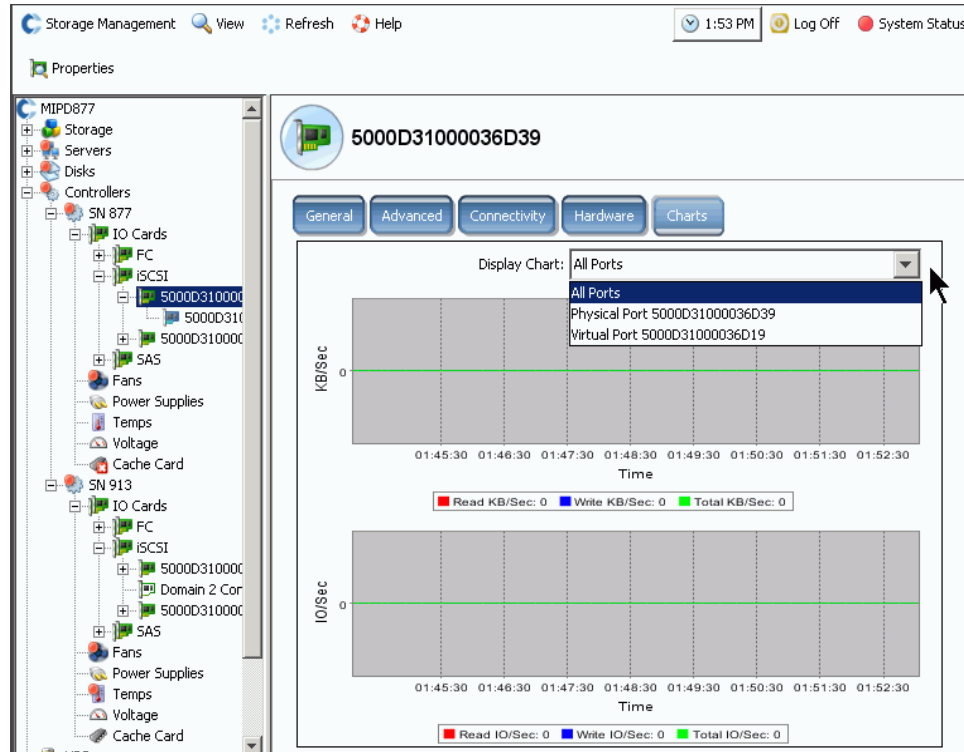 Storage Management View Refresh Help 1:53 PM Log Off System Status
Properties
MIPD877
Storage
Servers
Disks
Controllers
SN 877
IO Cards
FC
iSCSI
5000D310000
5000D310
5000D310000
SAS
Fans
Power Supplies
Temps
Voltage
Cache Card
SN 913
IO Cards
FC
iSCSI
5000D310000
Domain 2 Cor
5000D310000
SAS
Fans
Power Supplies
Temps
Voltage
Cache Card
5000D31000036D39
General Advanced Connectivity Hardware Charts
Display Chart: All Ports
All Ports
Physical Port 5000D31000036D39
Virtual Port 5000D31000036D19
KB/Sec
0
01:45:30 01:46:30 01:47:30 01:48:30 01:49:30 01:50:30 01:51:30 01:52:30
Time
Read KB/Sec: 0 Write KB/Sec: 0 Total KB/Sec: 0
IO/Sec
0
01:45:30 01:46:30 01:47:30 01:48:30 01:49:30 01:50:30 01:51:30 01:52:30
Time
Read IO/Sec: 0 Write IO/Sec: 0 Total IO/Sec: 0